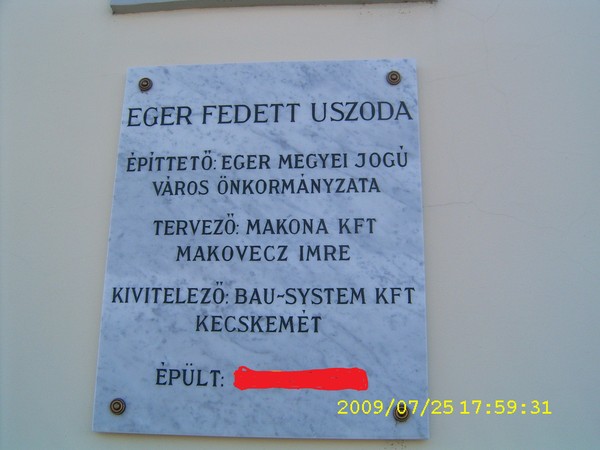 EGER FEDETT USZODA
ÉPÍTTETŐ: EGER MEGYEI JOGÚ
VÁROS ÖNKORMÁNYZATA
TERVEZŐ: MAKONA KFT
MAKOVECZ IMRE
KIVITELEZŐ: BAU-SYSTEM KFT
KECSKEMÉT
ÉPÜLT:
2009/07/25 17:59:31